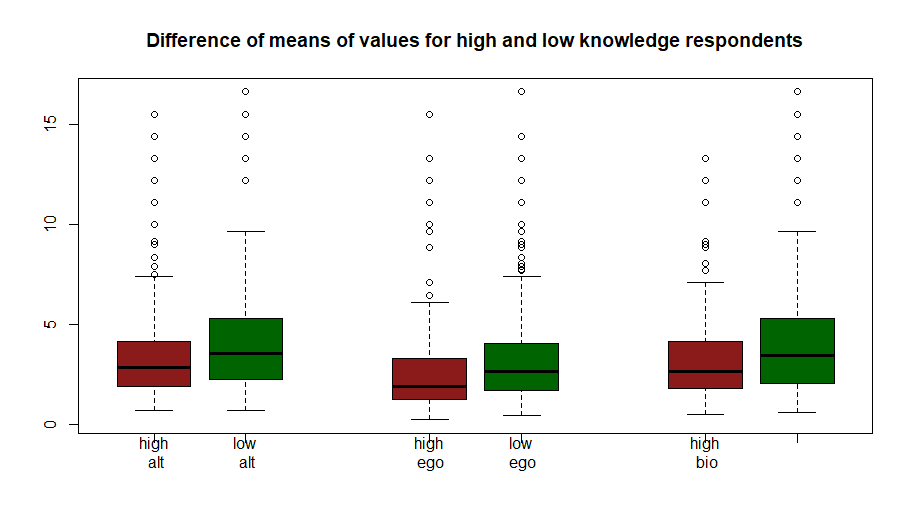 Difference of means of values for high and low knowledge respondents
15
10
5
0
high low high low high
alt alt ego ego bio